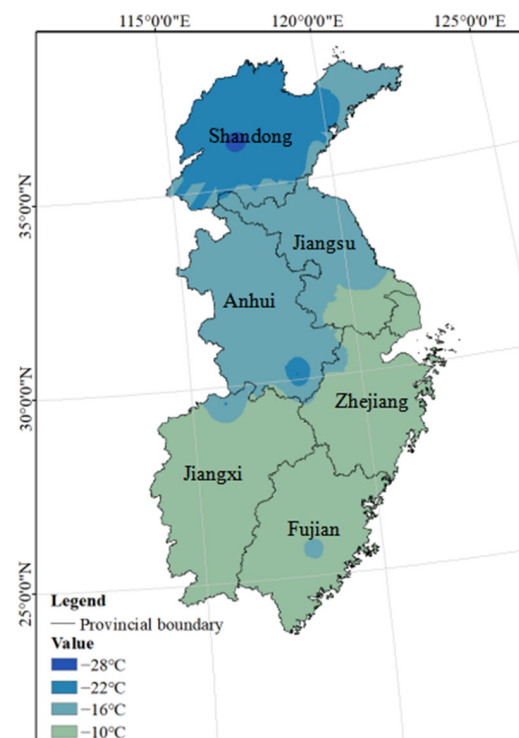 115°0'0"E 120°0'0"E 125°0'0"E
Shandong
35°0'0"N
Jiangsu
Anhui
30°0'0"N
Zhejiang
Jiangxi
Fujian
25°0'0"N
Legend
Provincial boundary
Value
−28℃
−22℃
−16℃
−10℃